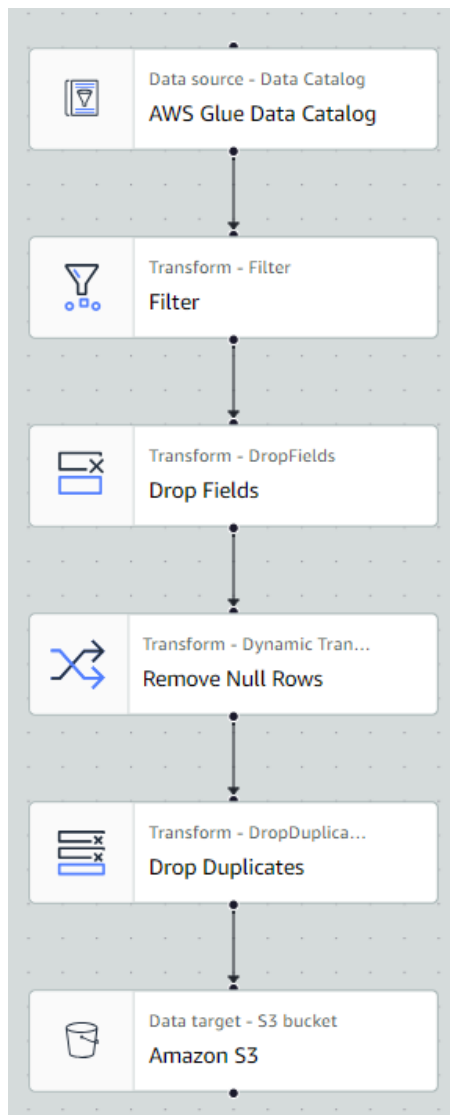 Data source - Data Catalog
AWS Glue Data Catalog
Transform - Filter
Filter
Transform - DropFields
Drop Fields
Transform - Dynamic Tran...
Remove Null Rows
Transform - DropDuplica...
Drop Duplicates
Data target - S3 bucket
Amazon S3